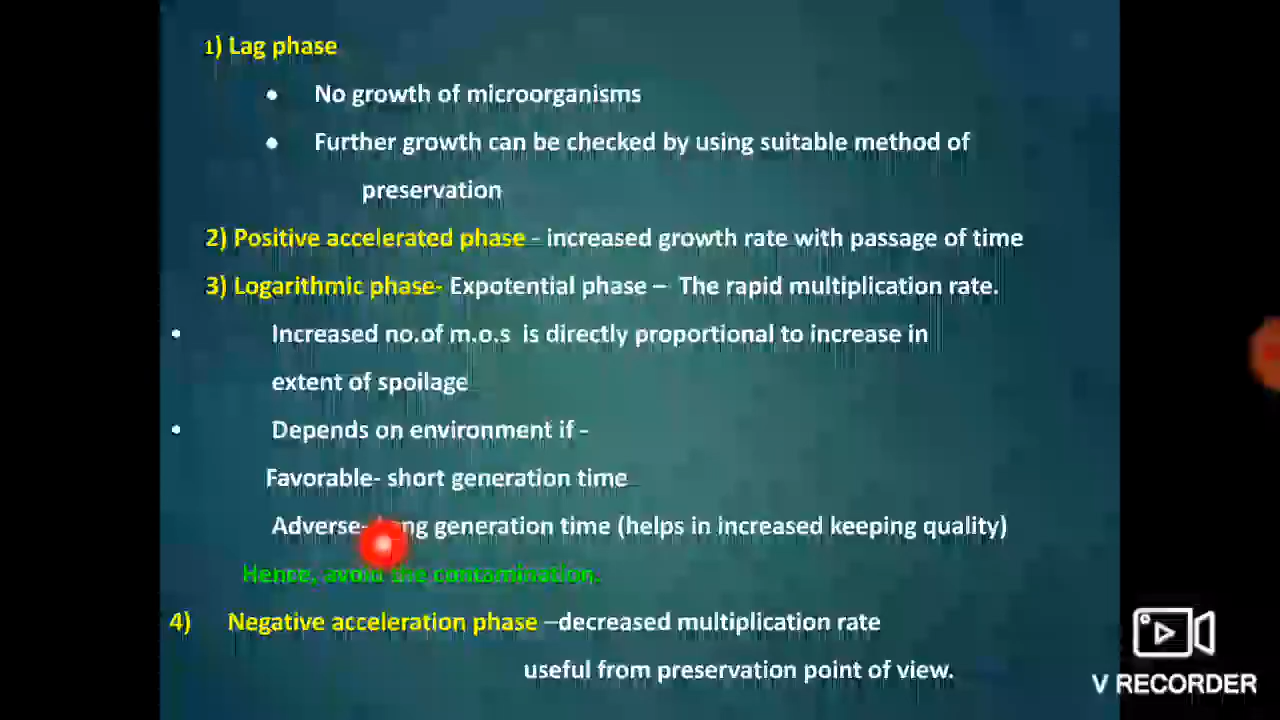 1) Lag phase
• No growth of microorganisms
• Further growth can be checked by using suitable method of
preservation
2) Positive accelerated phase - increased growth rate with passage of time
3) Logarithmic phase- Expotential phase – The rapid multiplication rate.
• Increased no.of m.o.s is directly proportional to increase in
extent of spoilage
• Depends on environment if -
Favorable- short generation time
Adverse- Long generation time (helps in increased keeping quality)
Hence, avoid the contamination.
4) Negative acceleration phase –decreased multiplication rate
useful from preservation point of view.
V RECORDER